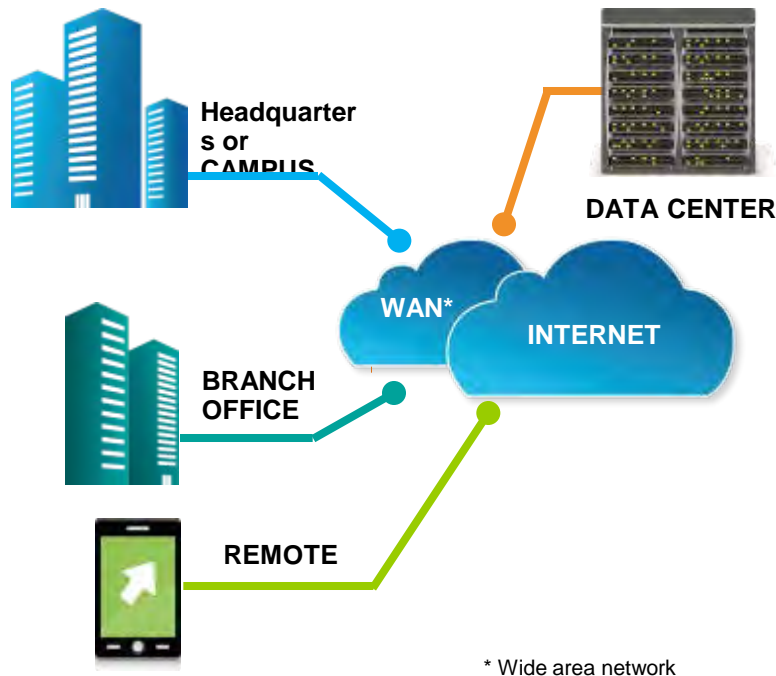 Headquarter
s or
CAMPUS
DATA CENTER
WAN*
INTERNET
BRANCH
OFFICE
REMOTE
* Wide area network